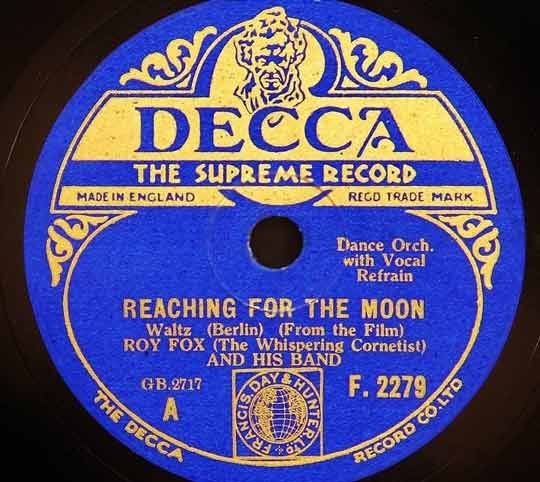 DECCA
THE SUPREME RECORD
MADE IN ENGLAND REGD TRADE MARK
Dance Orch.
with Vocal
Refrain
REACHING FOR THE MOON
Waltz (Berlin) (From the Film)
ROY FOX (The Whispering Cornetist)
AND HIS BAND
GB.2717
A
FRANCIS, DAY & HUNTER LTD
F. 2279
THE DECCA RECORD CO. LTD